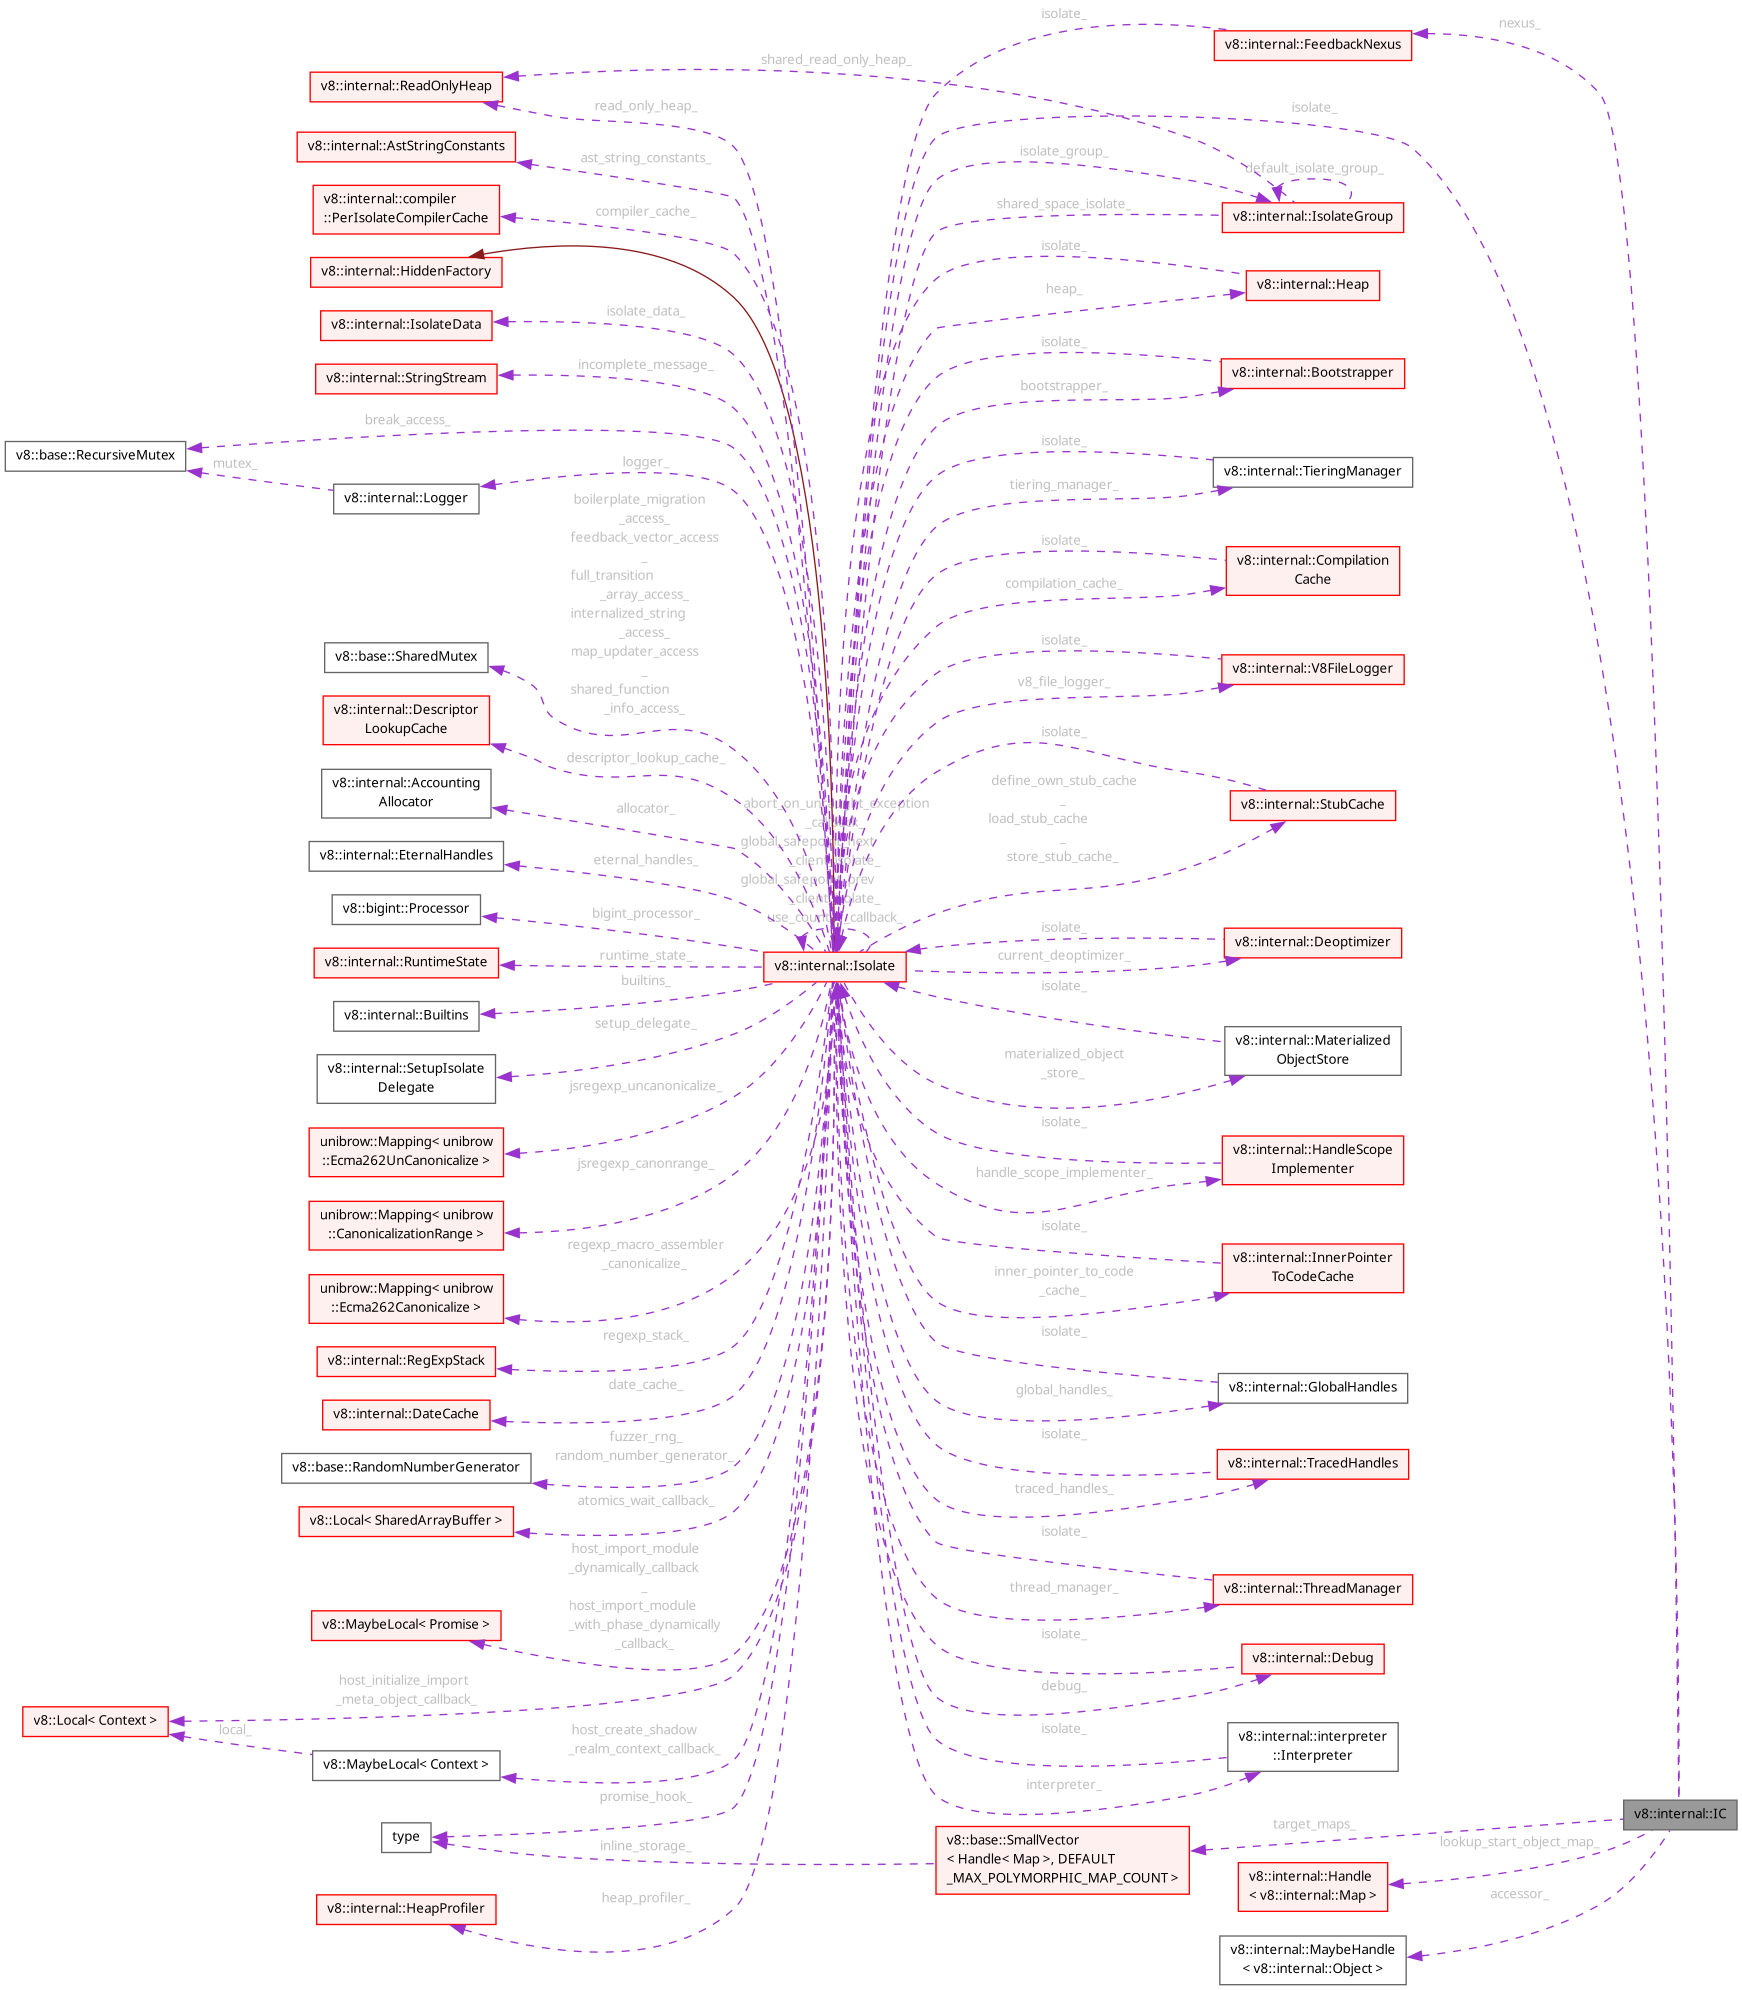 isolate_
nexus_
v8::internal::FeedbackNexus
shared_read_only_heap_
v8::internal::ReadOnlyHeap
read_only_heap_
isolate_
v8::internal::AstStringConstants
ast_string_constants_
isolate_group_
default_isolate_group_
v8::internal::compiler
::PerIsolateCompilerCache
compiler_cache_
shared_space_isolate_
v8::internal::IsolateGroup
v8::internal::HiddenFactory
isolate_
v8::internal::Heap
heap_
v8::internal::IsolateData
isolate_data_
isolate_
v8::internal::StringStream
incomplete_message_
v8::internal::Bootstrapper
bootstrapper_
break_access_
isolate_
v8::base::RecursiveMutex
mutex_
logger_
v8::internal::TieringManager
tiering_manager_
v8::internal::Logger
boilerplate_migration
_access_
feedback_vector_access
_
full_transition
_array_access_
internalized_string
_access_
map_updater_access
_
shared_function
_info_access_
isolate_
v8::internal::Compilation
Cache
compilation_cache_
v8::base::SharedMutex
isolate_
v8::internal::V8FileLogger
v8_file_logger_
v8::internal::Descriptor
LookupCache
descriptor_lookup_cache_
isolate_
v8::internal::Accounting
Allocator
allocator_
define_own_stub_cache
_
load_stub_cache
_
store_stub_cache_
v8::internal::StubCache
v8::internal::EternalHandles
eternal_handles_
_client_isolate_
_client_isolate_
v8::bigint::Processor
bigint_processor_
v8::internal::RuntimeState
runtime_state_
v8::internal::Isolate
isolate_
v8::internal::Deoptimizer
current_deoptimizer_
v8::internal::Builtins
builtins_
isolate_
v8::internal::Materialized
ObjectStore
materialized_object
_store_
v8::internal::SetupIsolate
Delegate
setup_delegate_
unibrow::Mapping< unibrow
::Ecma262UnCanonicalize >
jsregexp_uncanonicalize_
isolate_
v8::internal::HandleScope
Implementer
handle_scope_implementer_
unibrow::Mapping< unibrow
::CanonicalizationRange >
jsregexp_canonrange_
isolate_
v8::internal::InnerPointer
ToCodeCache
inner_pointer_to_code
_cache_
unibrow::Mapping< unibrow
::Ecma262Canonicalize >
regexp_macro_assembler
_canonicalize_
v8::internal::RegExpStack
regexp_stack_
isolate_
v8::internal::GlobalHandles
global_handles_
v8::internal::DateCache
date_cache_
v8::base::RandomNumberGenerator
fuzzer_rng_
random_number_generator_
isolate_
v8::internal::TracedHandles
traced_handles_
v8::Local< SharedArrayBuffer >
atomics_wait_callback_
isolate_
v8::internal::ThreadManager
thread_manager_
host_import_module
_dynamically_callback
_
host_import_module
_with_phase_dynamically
_callback_
v8::MaybeLocal< Promise >
isolate_
v8::internal::Debug
debug_
host_initialize_import
_meta_object_callback_
v8::Local< Context >
local_
v8::MaybeLocal< Context >
host_create_shadow
_realm_context_callback_
isolate_
v8::internal::interpreter
::Interpreter
interpreter_
v8::internal::IC
promise_hook_
type
inline_storage_
v8::base::SmallVector
< Handle< Map >, DEFAULT
_MAX_POLYMORPHIC_MAP_COUNT >
target_maps_
lookup_start_object_map_
v8::internal::Handle
< v8::internal::Map >
v8::internal::HeapProfiler
heap_profiler_
accessor_
v8::internal::MaybeHandle
< v8::internal::Object >